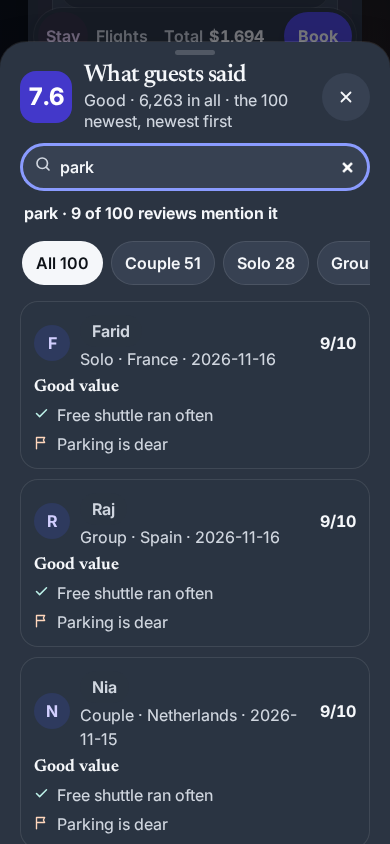 Stay Flights Total $1,694 Book
7.6
What guests said
Good · 6,263 in all · the 100
newest, newest first
park
park · 9 of 100 reviews mention it
All 100 Couple 51 Solo 28 Grou
F
Farid
Solo · France · 2026-11-16
9/10
Good value
Free shuttle ran often
Parking is dear
R
Raj
Group · Spain · 2026-11-16
9/10
Good value
Free shuttle ran often
Parking is dear
N
Nia
Couple · Netherlands · 2026-
11-15
9/10
Good value
Free shuttle ran often
Parking is dear